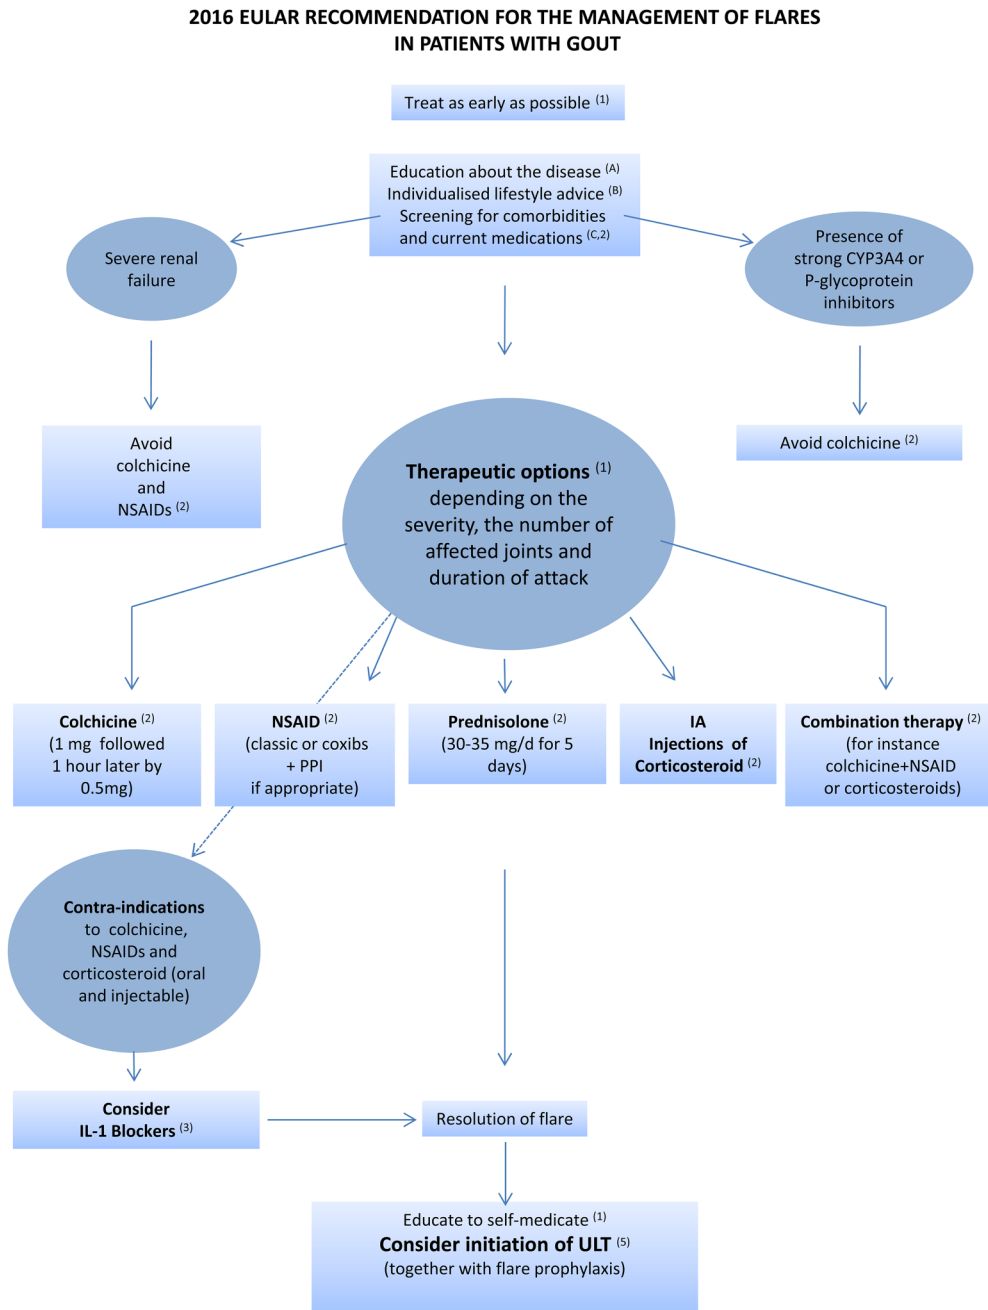 2016 EULAR RECOMMENDATION FOR THE MANAGEMENT OF FLARES
IN PATIENTS WITH GOUT
Treat as early as possible (1)
Education about the disease (A)
Individualised lifestyle advice (B)
Screening for comorbidities
and current medications (C,2)
Severe renal
failure
Presence of
strong CYP3A4 or
P-glycoprotein
inhibitors
Avoid
colchicine
and
NSAIDs (2)
Avoid colchicine (2)
Therapeutic options (1)
depending on the
severity, the number of
affected joints and
duration of attack
Colchicine (2)
(1 mg followed
1 hour later by
0.5mg)
NSAID (2)
(classic or coxibs
+ PPI
if appropriate)
Prednisolone (2)
(30-35 mg/d for 5
days)
IA
Injections of
Corticosteroid (2)
Combination therapy (2)
(for instance
colchicine+NSAID
or corticosteroids)
Contra-indications
to colchicine,
NSAIDs and
corticosteroid (oral
and injectable)
Consider
IL-1 Blockers (3)
Resolution of flare
Educate to self-medicate (1)
Consider initiation of ULT (5)
(together with flare prophylaxis)